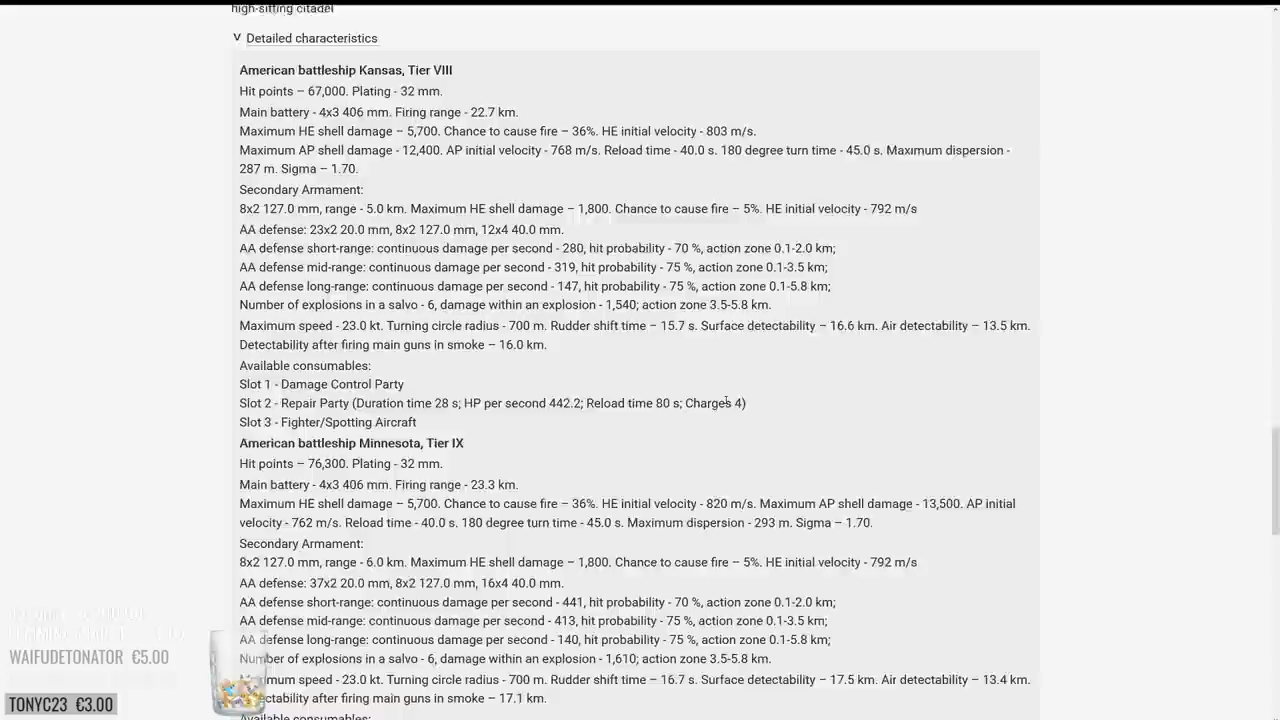 high-sitting citadel
V Detailed characteristics
American battleship Kansas, Tier VIII
Hit points – 67,000. Plating - 32 mm.
Main battery - 4x3 406 mm. Firing range - 22.7 km.
Maximum HE shell damage – 5,700. Chance to cause fire – 36%. HE initial velocity - 803 m/s.
Maximum AP shell damage - 12,400. AP initial velocity - 768 m/s. Reload time - 40.0 s. 180 degree turn time - 45.0 s. Maximum dispersion -
287 m. Sigma – 1.70.
Secondary Armament:
8x2 127.0 mm, range - 5.0 km. Maximum HE shell damage – 1,800. Chance to cause fire – 5%. HE initial velocity - 792 m/s
AA defense: 23x2 20.0 mm, 8x2 127.0 mm, 12x4 40.0 mm.
AA defense short-range: continuous damage per second - 280, hit probability - 70 %, action zone 0.1-2.0 km;
AA defense mid-range: continuous damage per second - 319, hit probability - 75 %, action zone 0.1-3.5 km;
AA defense long-range: continuous damage per second - 147, hit probability - 75 %, action zone 0.1-5.8 km;
Number of explosions in a salvo - 6, damage within an explosion - 1,540; action zone 3.5-5.8 km.
Maximum speed - 23.0 kt. Turning circle radius - 700 m. Rudder shift time – 15.7 s. Surface detectability – 16.6 km. Air detectability – 13.5 km.
Detectability after firing main guns in smoke – 16.0 km.
Available consumables:
Slot 1 - Damage Control Party
Slot 2 - Repair Party (Duration time 28 s; HP per second 442.2; Reload time 80 s; Charges 4)
Slot 3 - Fighter/Spotting Aircraft
American battleship Minnesota, Tier IX
Hit points – 76,300. Plating - 32 mm.
Main battery - 4x3 406 mm. Firing range - 23.3 km.
Maximum HE shell damage – 5,700. Chance to cause fire – 36%. HE initial velocity - 820 m/s. Maximum AP shell damage - 13,500. AP initial
velocity - 762 m/s. Reload time - 40.0 s. 180 degree turn time - 45.0 s. Maximum dispersion - 293 m. Sigma – 1.70.
Secondary Armament:
8x2 127.0 mm, range - 6.0 km. Maximum HE shell damage – 1,800. Chance to cause fire – 5%. HE initial velocity - 792 m/s
AA defense: 37x2 20.0 mm, 8x2 127.0 mm, 16x4 40.0 mm.
AA defense short-range: continuous damage per second - 441, hit probability - 70 %, action zone 0.1-2.0 km;
AA defense mid-range: continuous damage per second - 413, hit probability - 75 %, action zone 0.1-3.5 km;
AA defense long-range: continuous damage per second - 140, hit probability - 75 %, action zone 0.1-5.8 km;
Number of explosions in a salvo - 6, damage within an explosion - 1,610; action zone 3.5-5.8 km.
Maximum speed - 23.0 kt. Turning circle radius - 700 m. Rudder shift time – 16.7 s. Surface detectability – 17.5 km. Air detectability – 13.4 km.
Detectability after firing main guns in smoke – 17.1 km.
Available consumables:
WAIFUDETONATOR €5.00
TONYC23 €3.00